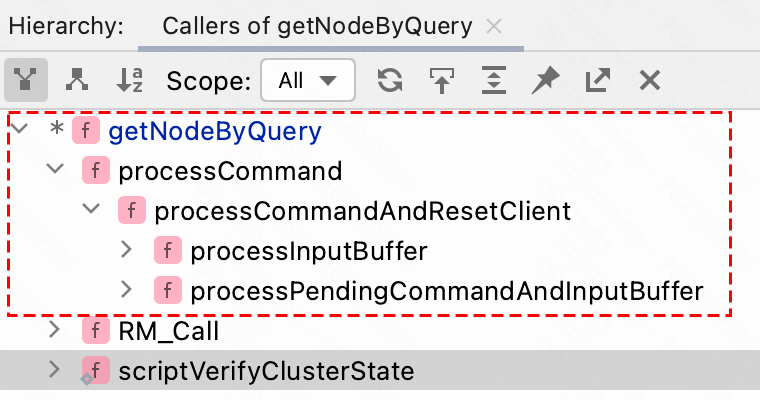 Hierarchy: Callers of getNodeByQuery ×
Scope: All
* f getNodeByQuery
f processCommand
f processCommandAndResetClient
f processInputBuffer
f processPendingCommandAndInputBuffer
f RM_Call
f scriptVerifyClusterState